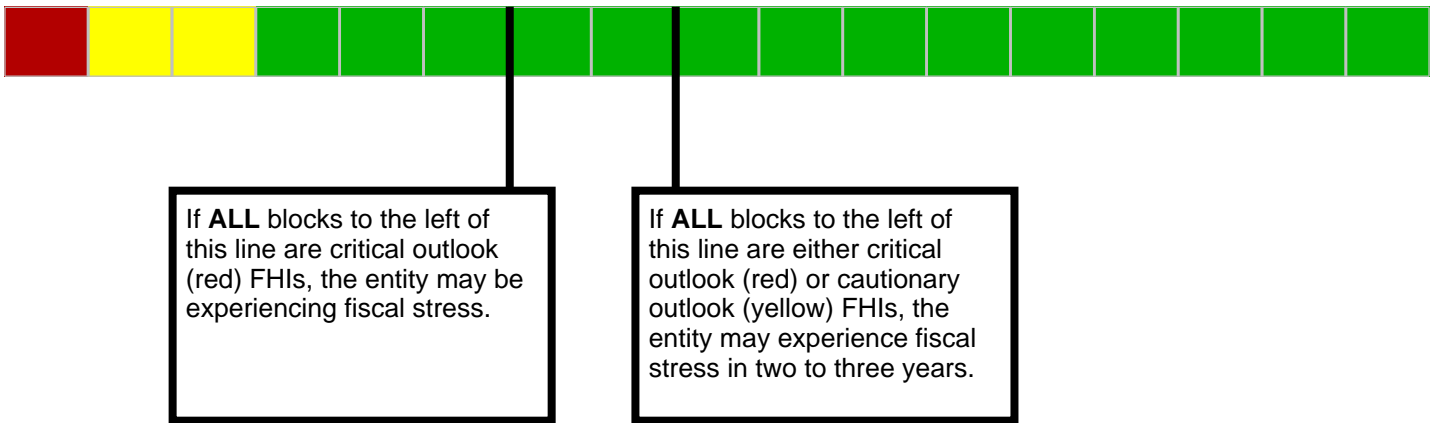 If ALL blocks to the left of
this line are critical outlook
(red) FHIs, the entity may be
experiencing fiscal stress.
If ALL blocks to the left of
this line are either critical
outlook (red) or cautionary
outlook (yellow) FHIs, the
entity may experience fiscal
stress in two to three years.